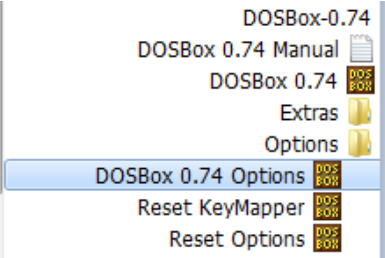 DOSBox-0.74
DOSBox 0.74 Manual
DOSBox 0.74
Extras
Options
DOSBox 0.74 Options
Reset KeyMapper
Reset Options